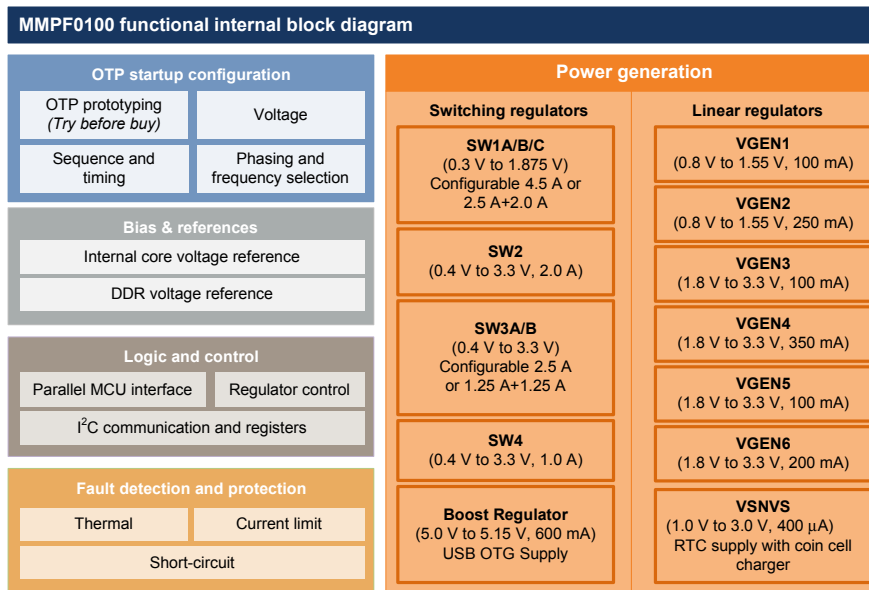 MMPF0100 functional internal block diagram
OTP startup configuration
OTP prototyping
(Try before buy)
Voltage
Sequence and
timing
Phasing and
frequency selection
Bias & references
Internal core voltage reference
DDR voltage reference
Logic and control
Parallel MCU interface
Regulator control
I²C communication and registers
Fault detection and protection
Thermal
Current limit
Short-circuit
Power generation
Switching regulators
SW1A/B/C
(0.3 V to 1.875 V)
Configurable 4.5 A or
2.5 A+2.0 A
SW2
(0.4 V to 3.3 V, 2.0 A)
SW3A/B
(0.4 V to 3.3 V)
Configurable 2.5 A
or 1.25 A+1.25 A
SW4
(0.4 V to 3.3 V, 1.0 A)
Boost Regulator
(5.0 V to 5.15 V, 600 mA)
USB OTG Supply
Linear regulators
VGEN1
(0.8 V to 1.55 V, 100 mA)
VGEN2
(0.8 V to 1.55 V, 250 mA)
VGEN3
(1.8 V to 3.3 V, 100 mA)
VGEN4
(1.8 V to 3.3 V, 350 mA)
VGEN5
(1.8 V to 3.3 V, 100 mA)
VGEN6
(1.8 V to 3.3 V, 200 mA)
VSNVS
(1.0 V to 3.0 V, 400 μA)
RTC supply with coin cell
charger